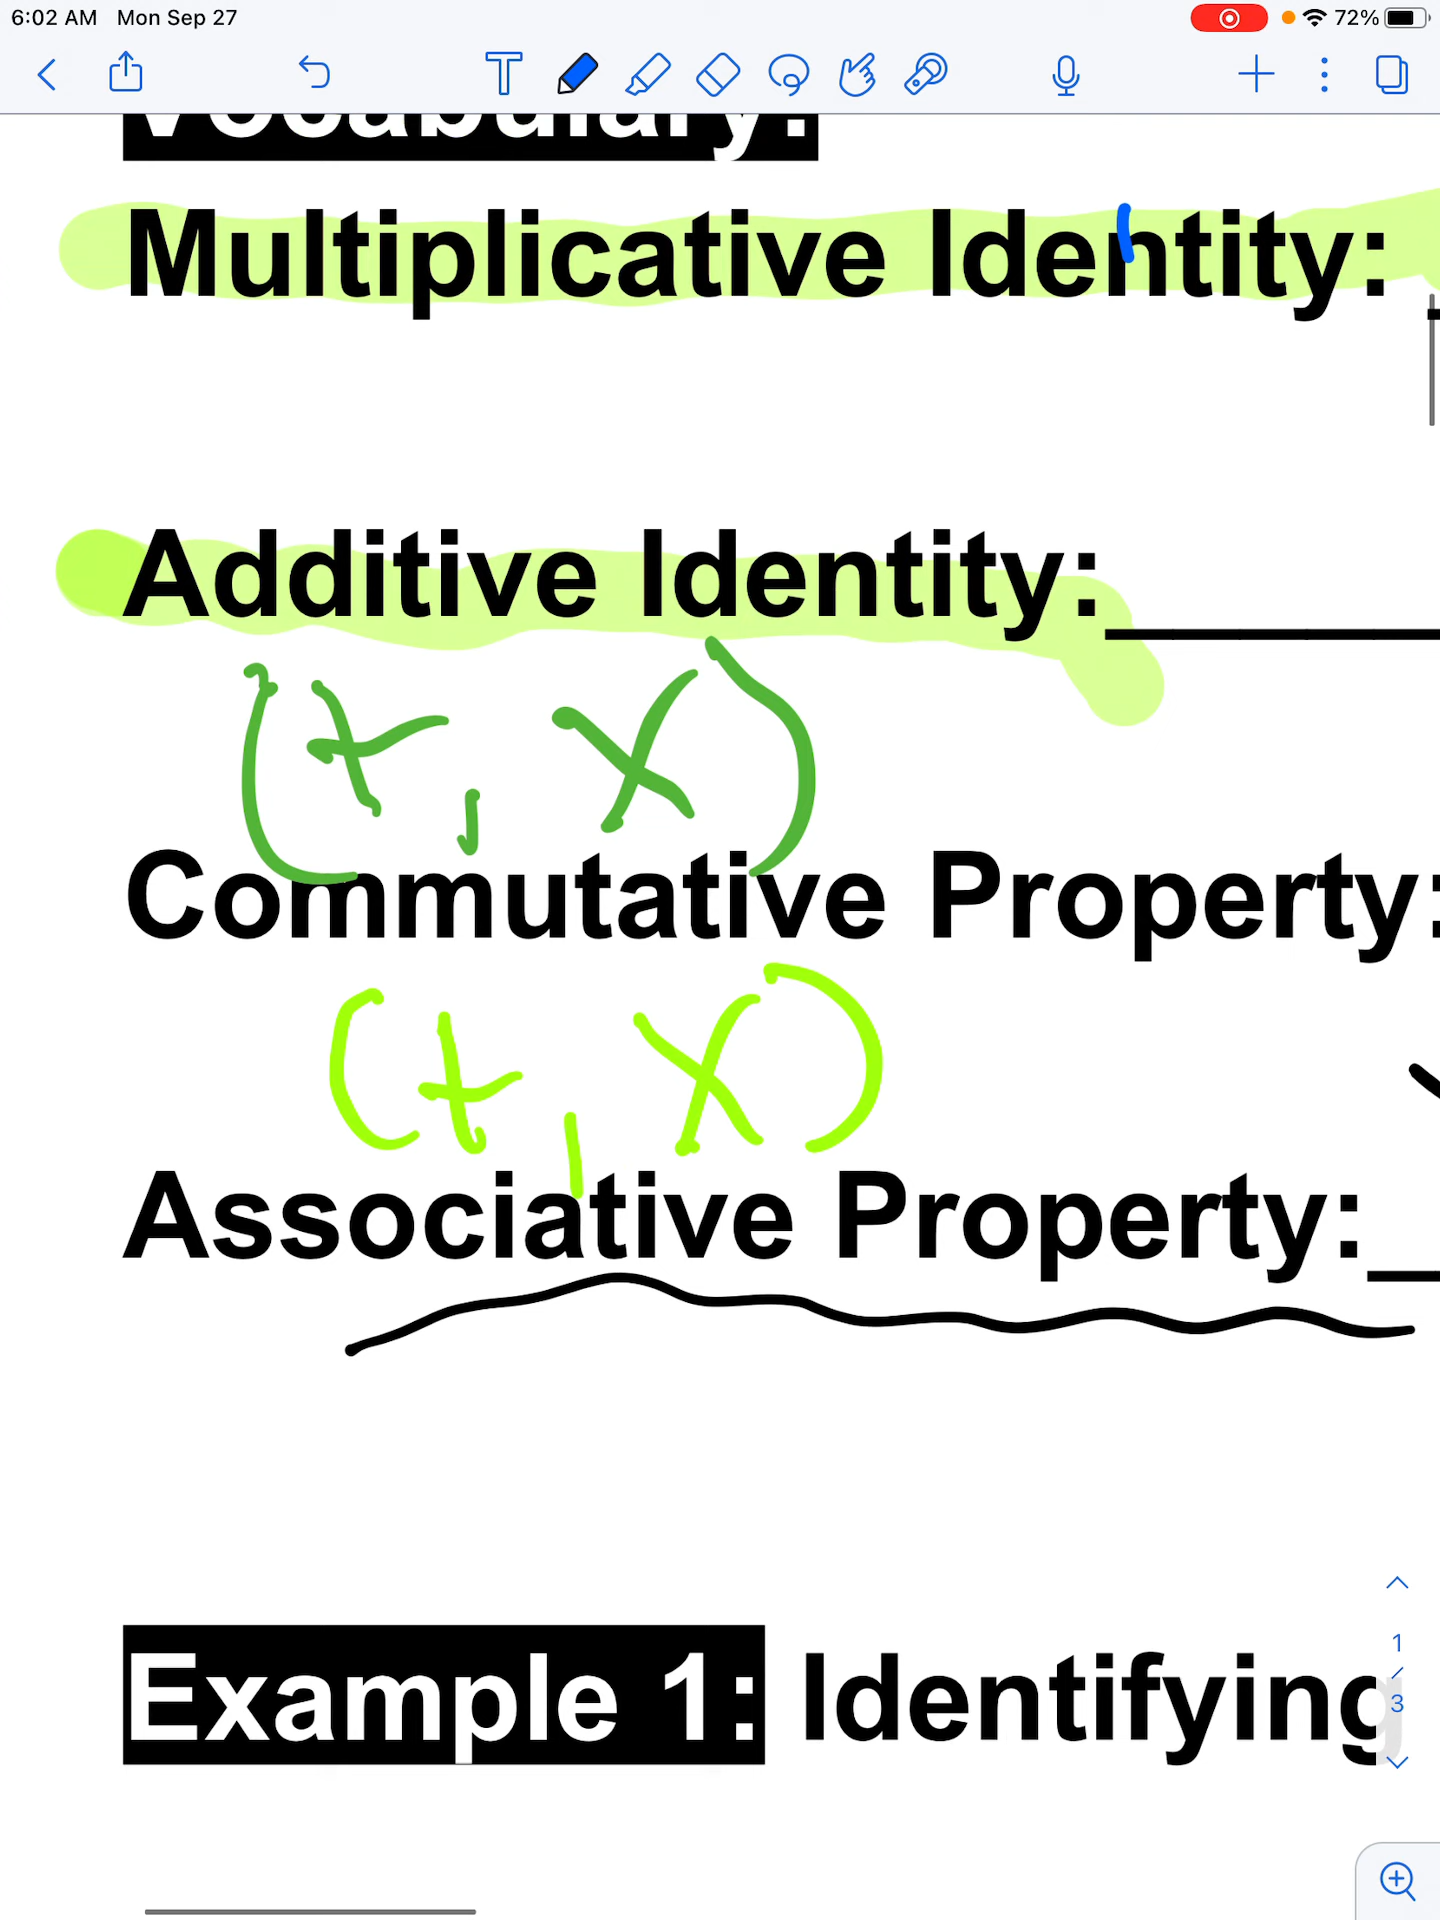 6:02 AM Mon Sep 27 72%
T
Vocabulary:
Multiplicative Identity:
Additive Identity:
(+, x)
Commutative Property:
(+, x)
Associative Property:
1
/
3
Example 1: Identifying